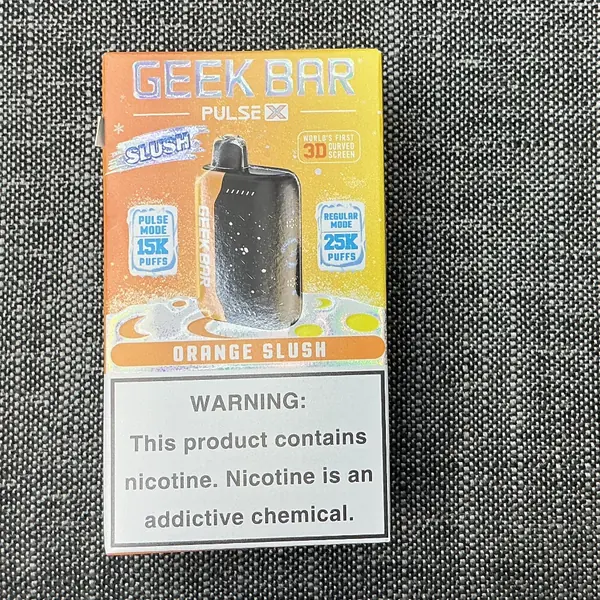 GEEK BAR
PULSE X
SLUSH
WORLD'S FIRST
3D CURVED
SCREEN
GEEK BAR
PULSE
MODE
15K
PUFFS
REGULAR
MODE
25K
PUFFS
ORANGE SLUSH
WARNING:
This product contains
nicotine. Nicotine is an
addictive chemical.